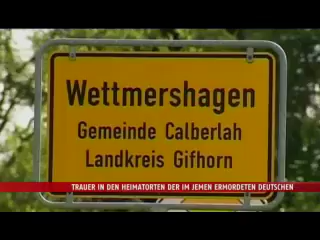 Wettmershagen
Gemeinde Calberlah
Landkreis Gifhorn
TRAUER IN DEN HEIMATORTEN DER IM JEMEN ERMORDETEN DEUTSCHEN